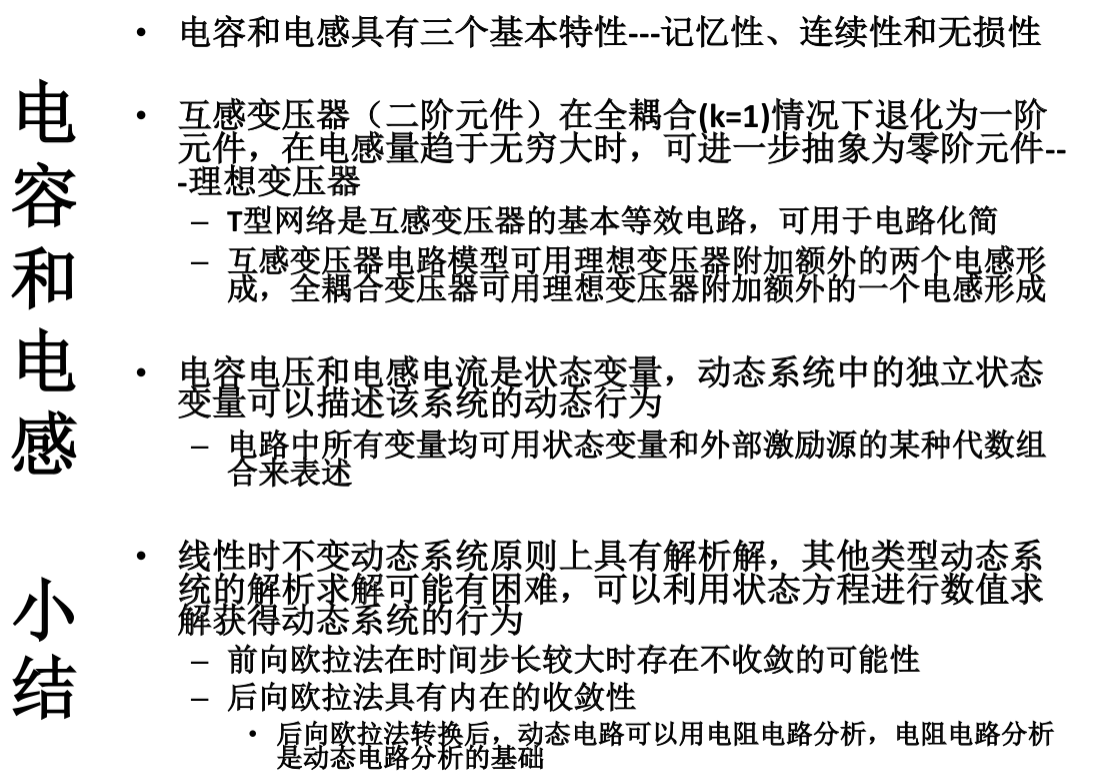 电容和电感 小结
• 电容和电感具有三个基本特性---记忆性、连续性和无损性
• 互感变压器（二阶元件）在全耦合(k=1)情况下退化为一阶
元件，在电感量趋于无穷大时，可进一步抽象为零阶元件--
-理想变压器
– T型网络是互感变压器的基本等效电路，可用于电路化简
– 互感变压器电路模型可用理想变压器附加额外的两个电感形
成，全耦合变压器可用理想变压器附加额外的一个电感形成
• 电容电压和电感电流是状态变量，动态系统中的独立状态
变量可以描述该系统的动态行为
– 电路中所有变量均可用状态变量和外部激励源的某种代数组
合来表述
• 线性时不变动态系统原则上具有解析解，其他类型动态系
统的解析求解可能有困难，可以利用状态方程进行数值求
解获得动态系统的行为
– 前向欧拉法在时间步长较大时存在不收敛的可能性
– 后向欧拉法具有内在的收敛性
• 后向欧拉法转换后，动态电路可以用电阻电路分析，电阻电路分析
是动态电路分析的基础